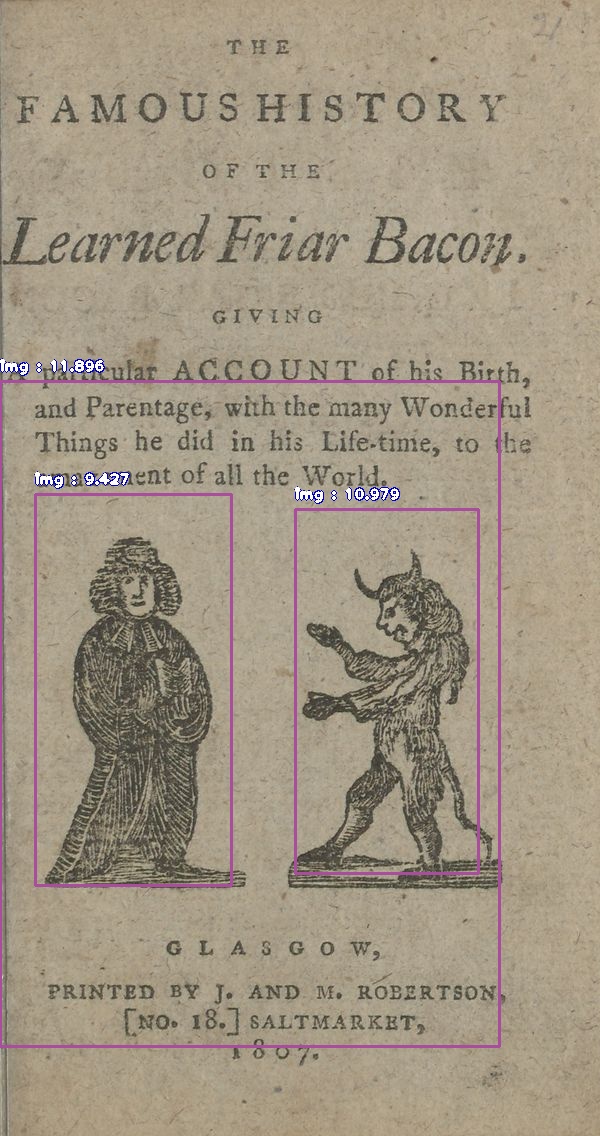 21
THE
FAMOUS HISTORY
OF THE
Learned Friar Bacon.
GIVING
Img : 11.896
particular ACCOUNT of his Birth,
and Parentage, with the many Wonderful
Things he did in his Life-time, to the
of all the World.
Img : 9.427
Img : 10.979
GLASGOW,
PRINTED BY J. AND M. ROBERTSON,
[NO. 18.] SALTMARKET,
1807.